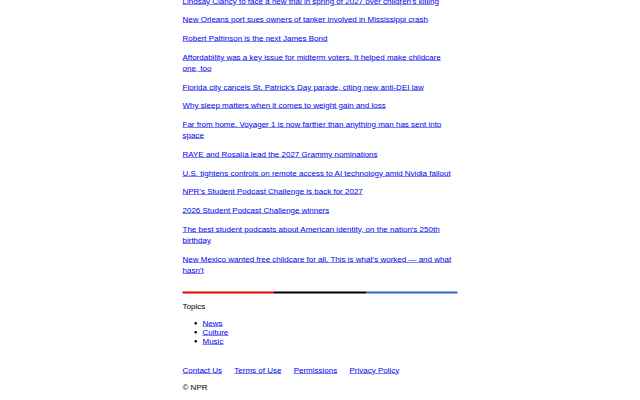 Lindsay Clancy to face a new trial in spring of 2027 over children's killing
New Orleans port sues owners of tanker involved in Mississippi crash
Robert Pattinson is the next James Bond
Affordability was a key issue for midterm voters. It helped make childcare
one, too
Florida city cancels St. Patrick's Day parade, citing new anti-DEI law
Why sleep matters when it comes to weight gain and loss
Far from home, Voyager 1 is now farther than anything man has sent into
space
RAYE and Rosalía lead the 2027 Grammy nominations
U.S. tightens controls on remote access to AI technology amid Nvidia fallout
NPR's Student Podcast Challenge is back for 2027
2026 Student Podcast Challenge winners
The best student podcasts about American identity, on the nation's 250th
birthday
New Mexico wanted free childcare for all. This is what's worked — and what
hasn't
Topics
News
Culture
Music
Contact Us Terms of Use Permissions Privacy Policy
© NPR